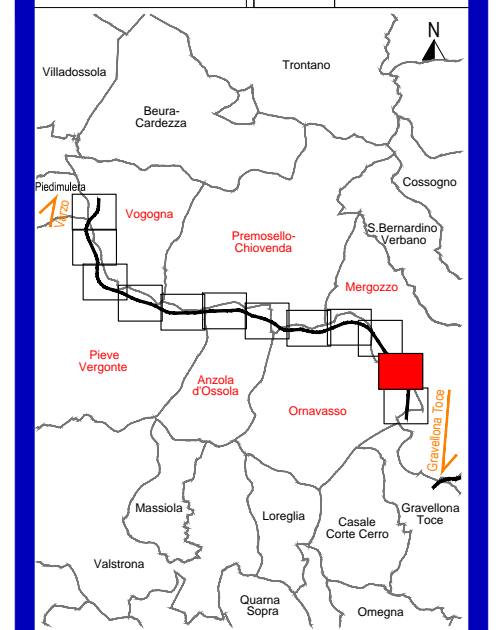 N
Trontano
Villadossola
Beura-
Cardezza
Cossogno
Piedimulera
Varzo
Vogogna
S.Bernardino
Verbano
Premosello-
Chiovenda
Mergozzo
Pieve
Vergonte
Anzola
d'Ossola
Ornavasso
Gravellona Toce
Massiola
Loreglia
Casale
Corte Cerro
Gravellona
Toce
Valstrona
Quarna
Sopra
Omegna